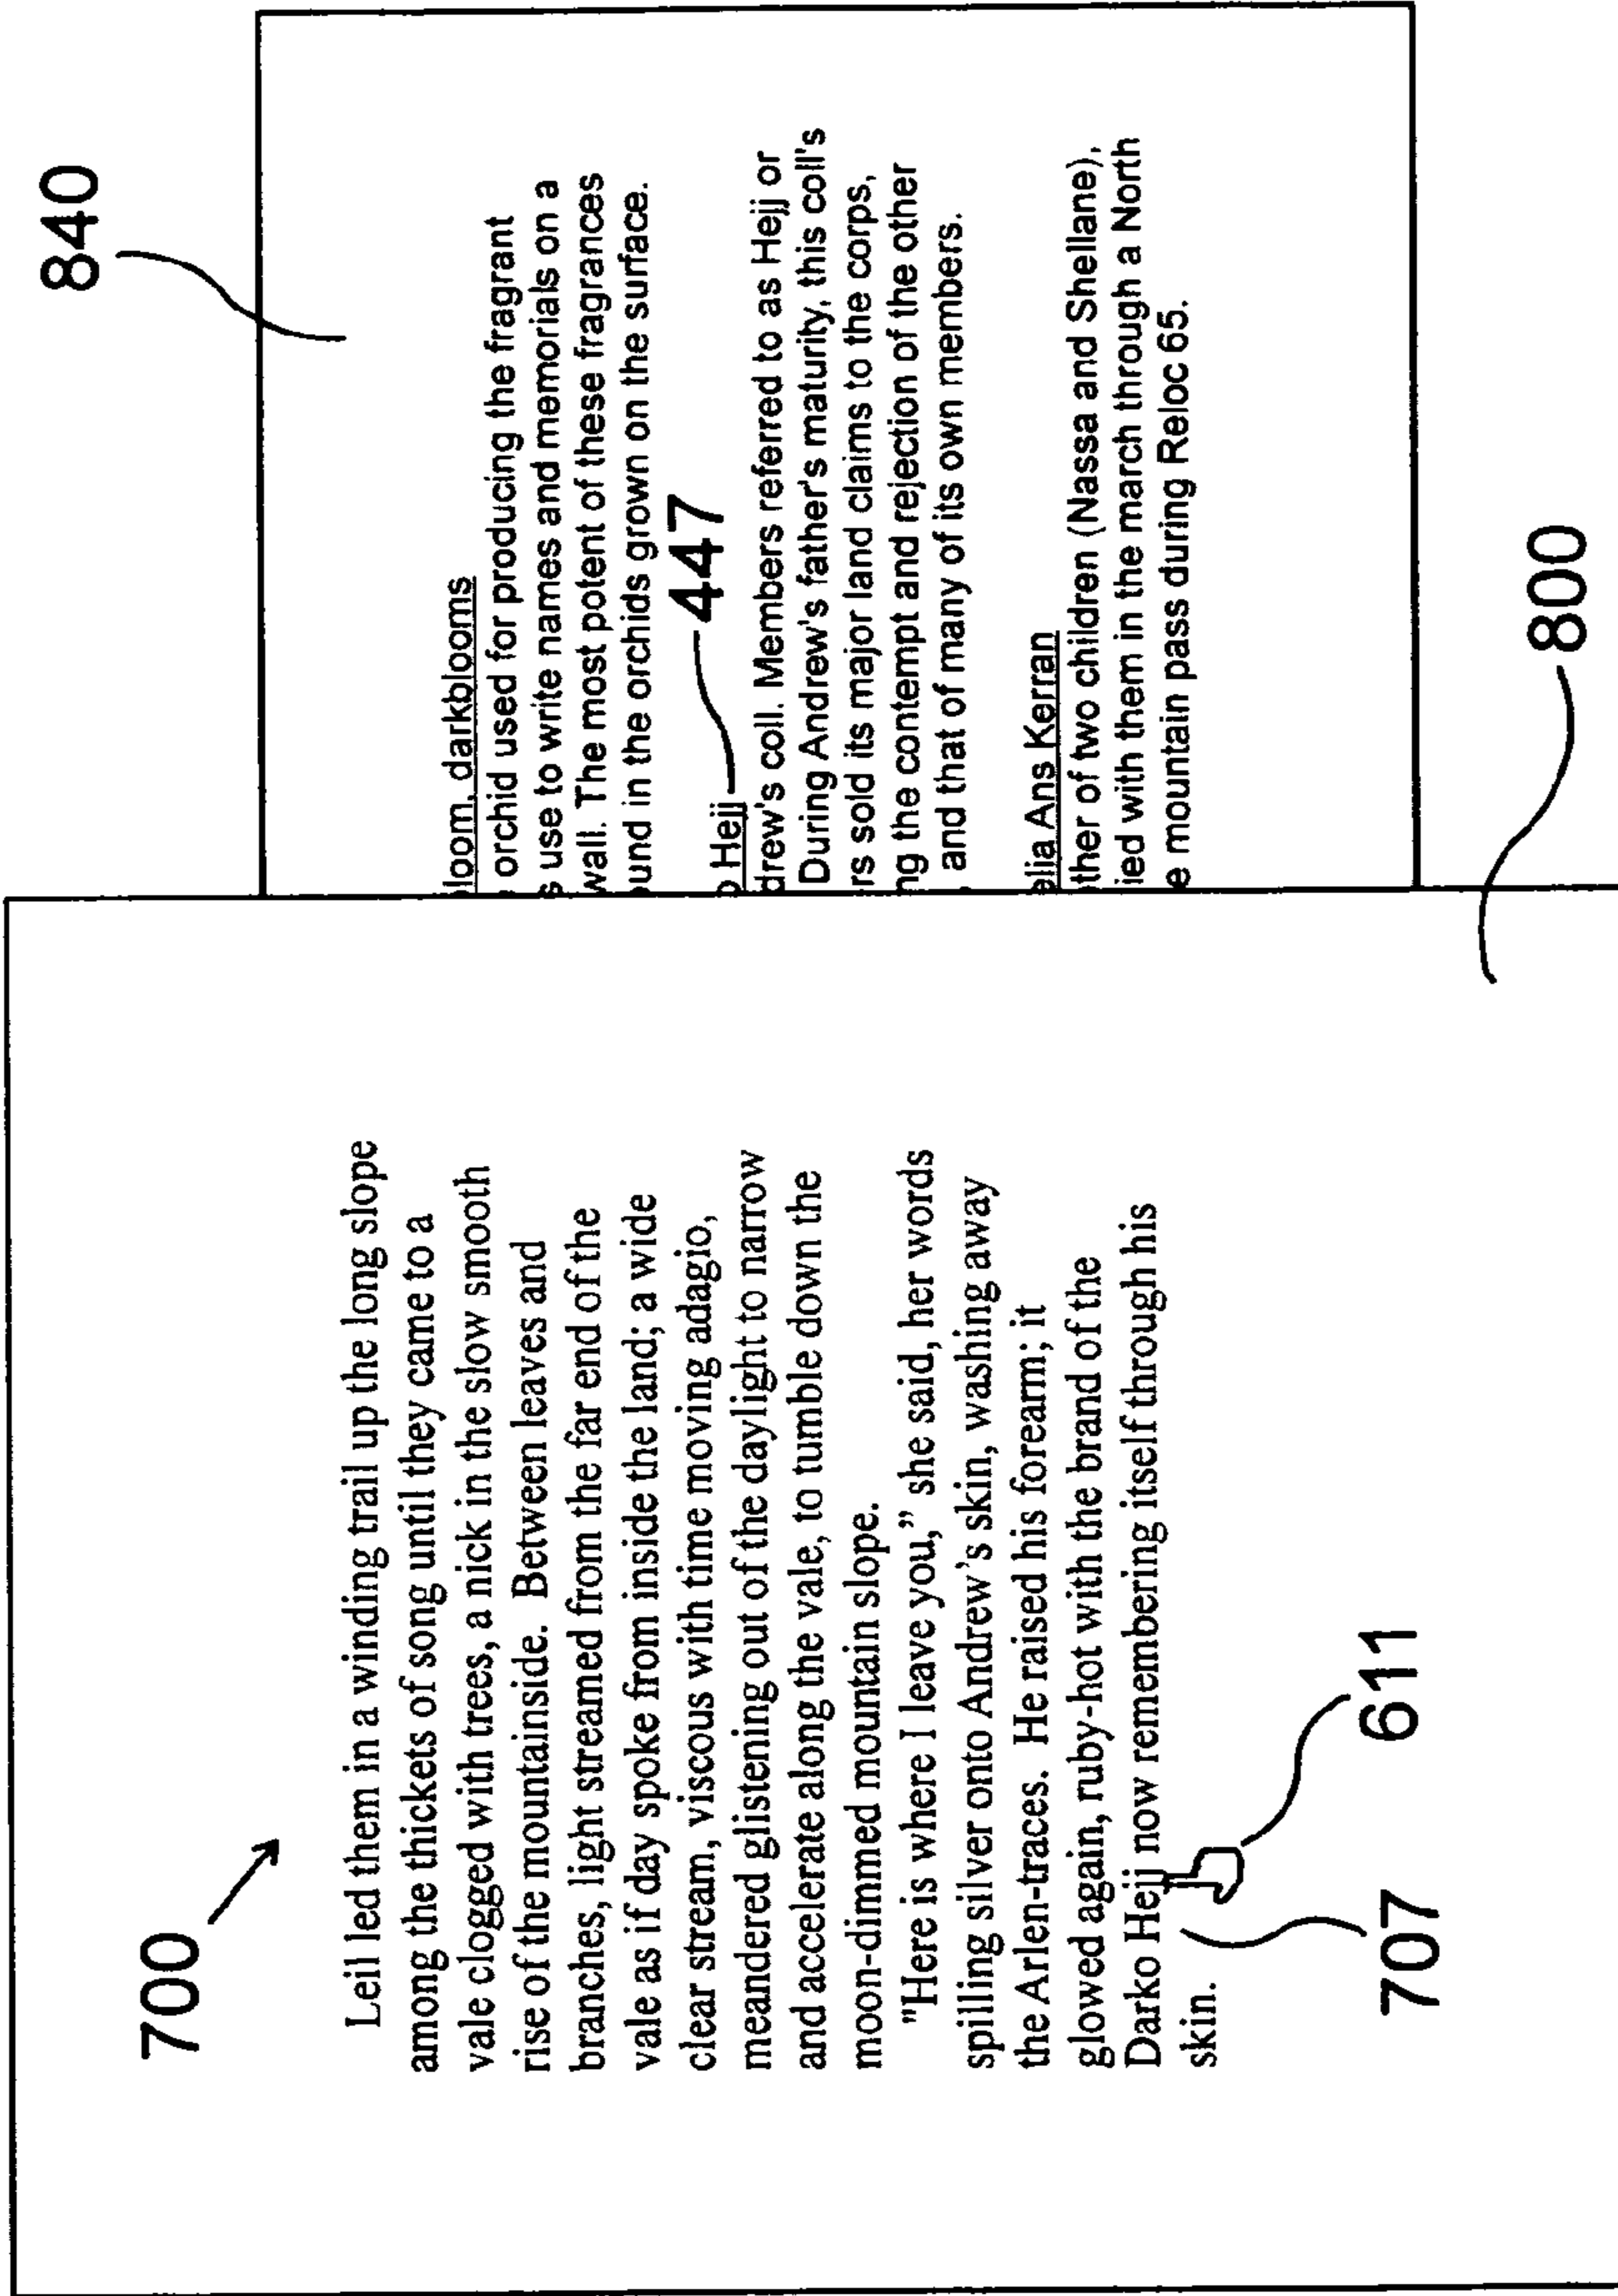 700
Leil led them in a winding trail up the long slope
among the thickets of song until they came to a
vale clogged with trees, a nick in the slow smooth
rise of the mountainside. Between leaves and
branches, light streamed from the far end of the
vale as if day spoke from inside the land; a wide
clear stream, viscous with time moving adagio,
meandered glistening out of the daylight to narrow
and accelerate along the vale, to tumble down the
moon-dimmed mountain slope.
"Here is where I leave you,” she said, her words
spilling silver onto Andrew’s skin, washing away
the Arlen-traces. He raised his forearm; it
glowed again, ruby-hot with the brand of the
Darko Hejj now remembering itself through his
skin.
707
611
840
loom, darkblooms
orchid used for producing the fragrant
s use to write names and memorials on a
wall. The most potent of these fragrances
und in the orchids grown on the surface.
o Hejj
447
drew's coll. Members referred to as Hejj or
During Andrew's father's maturity, this coll's
rs sold its major land claims to the corps,
ng the contempt and rejection of the other
and that of many of its own members.
elia Ans Kerran
ther of two children (Nassa and Shellane),
ied with them in the march through a North
e mountain pass during Reloc 65.
800